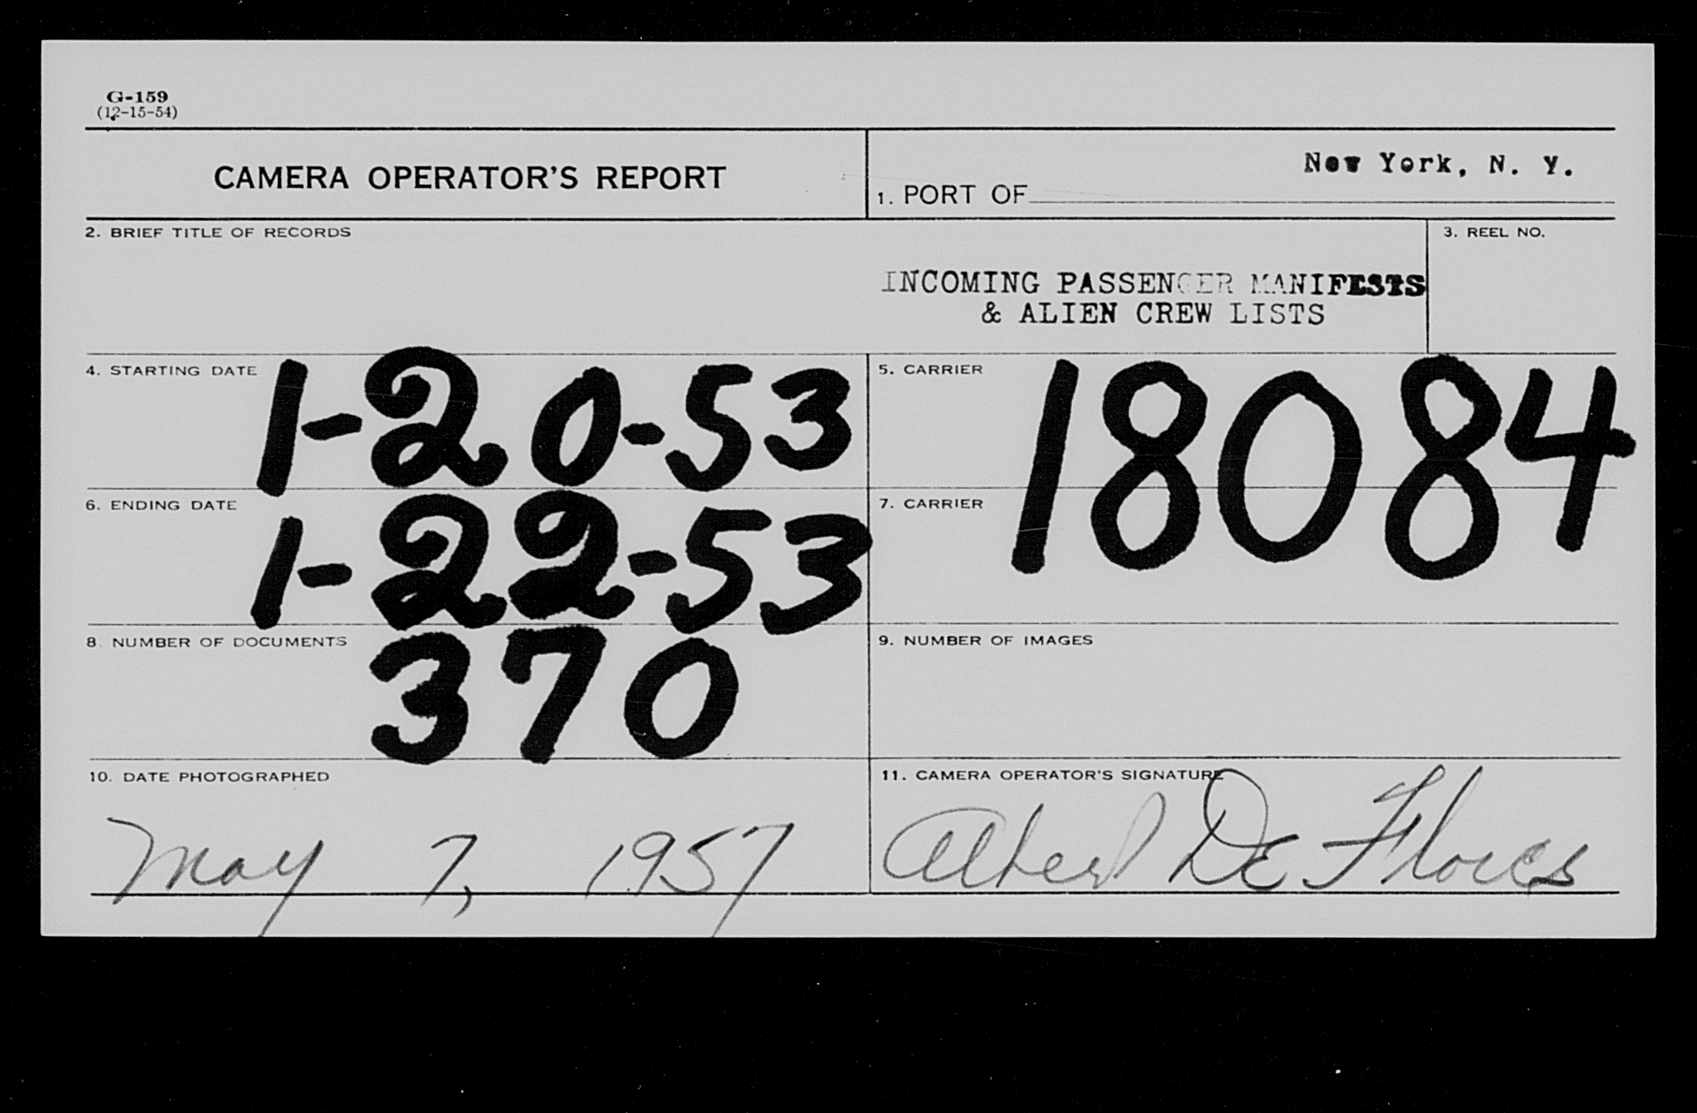 G-159
(12-15-54)
CAMERA OPERATOR'S REPORT
New York, N. Y.
1. PORT OF
2. BRIEF TITLE OF RECORDS
INCOMING PASSENGER MANIFESTS
& ALIEN CREW LISTS
3. REEL NO.
4. STARTING DATE
1-20-53
5. CARRIER
18084
6. ENDING DATE
1-22-53
7. CARRIER
8. NUMBER OF DOCUMENTS
370
9. NUMBER OF IMAGES
10. DATE PHOTOGRAPHED
May 7, 1957
11. CAMERA OPERATOR'S SIGNATURE
Albert De Flores